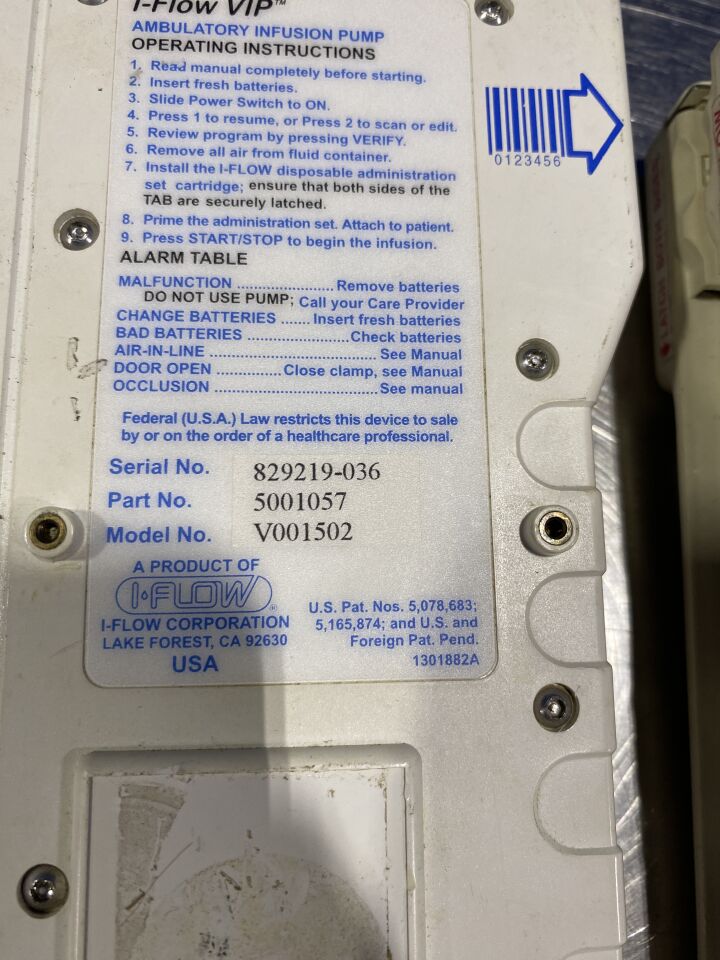 I-Flow VIP™
AMBULATORY INFUSION PUMP
OPERATING INSTRUCTIONS
1. Read manual completely before starting.
2. Insert fresh batteries.
3. Slide Power Switch to ON.
4. Press 1 to resume, or Press 2 to scan or edit.
5. Review program by pressing VERIFY.
6. Remove all air from fluid container.
7. Install the I-FLOW disposable administration
set cartridge; ensure that both sides of the
TAB are securely latched.
8. Prime the administration set. Attach to patient.
9. Press START/STOP to begin the infusion.
ALARM TABLE
MALFUNCTION ........................ Remove batteries
DO NOT USE PUMP; Call your Care Provider
CHANGE BATTERIES ....... Insert fresh batteries
BAD BATTERIES ........................ Check batteries
AIR-IN-LINE ........................................ See Manual
DOOR OPEN ................ Close clamp, see Manual
OCCLUSION ....................................... See manual
Federal (U.S.A.) Law restricts this device to sale
by or on the order of a healthcare professional.
Serial No. 829219-036
Part No. 5001057
Model No. V001502
A PRODUCT OF
I-FLOW®
I-FLOW CORPORATION
LAKE FOREST, CA 92630
USA
U.S. Pat. Nos. 5,078,683;
5,165,874; and U.S. and
Foreign Pat. Pend.
1301882A
0123456
LATCH BOTH SIDES